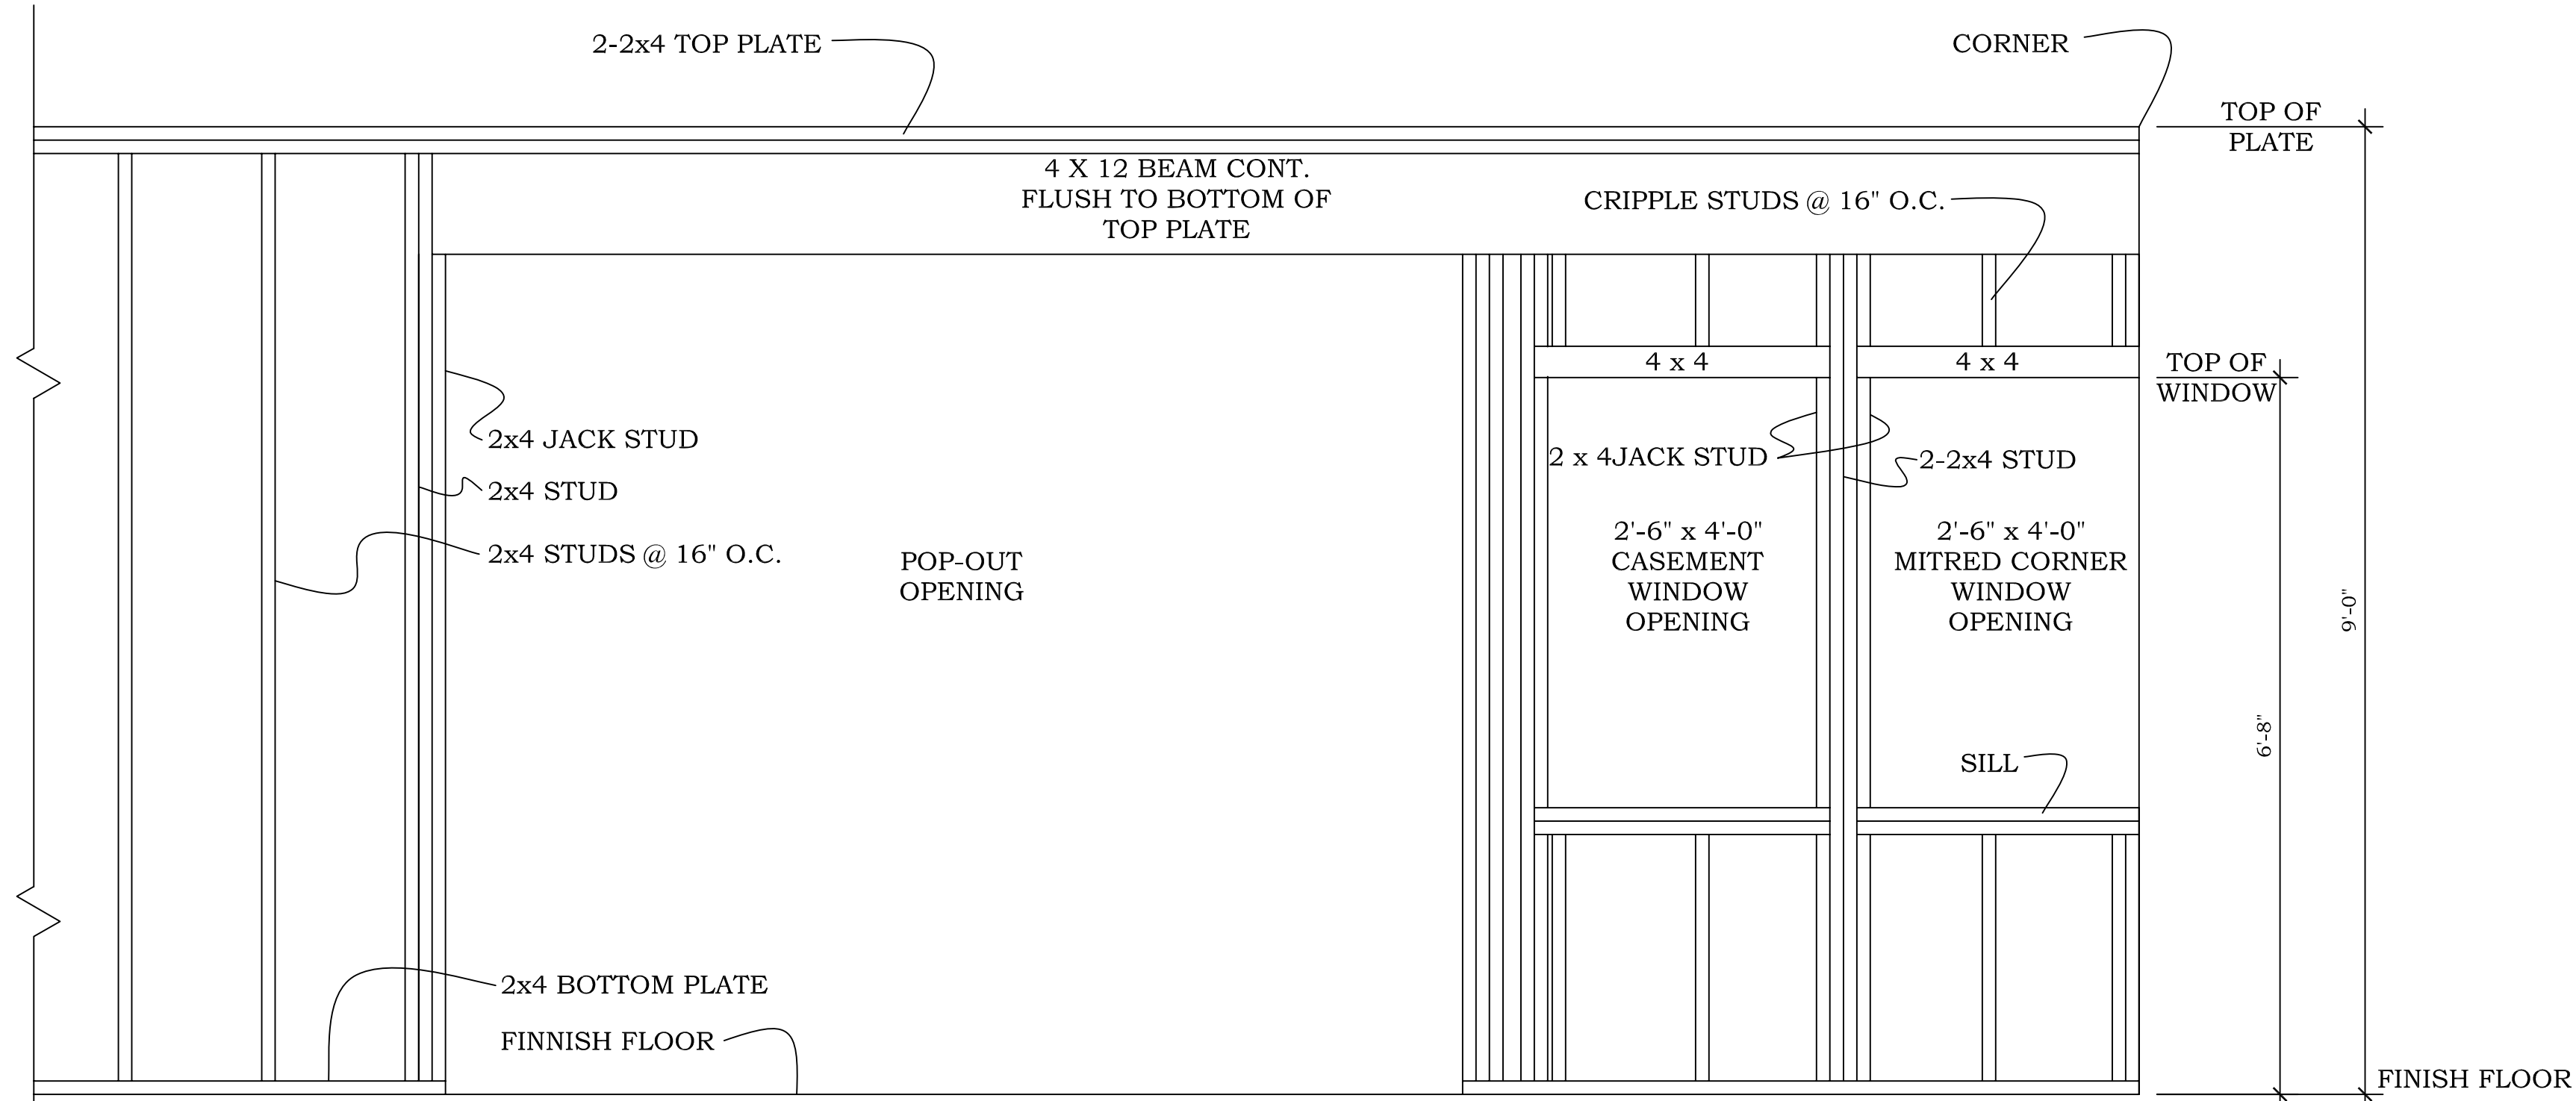 2-2x4 TOP PLATE
CORNER
TOP OF
PLATE
4 X 12 BEAM CONT.
FLUSH TO BOTTOM OF
TOP PLATE
CRIPPLE STUDS @ 16" O.C.
4 x 4
4 x 4
TOP OF
WINDOW
2x4 JACK STUD
2 x 4JACK STUD
2-2x4 STUD
2x4 STUD
2x4 STUDS @ 16" O.C.
POP-OUT
OPENING
2'-6" x 4'-0"
CASEMENT
WINDOW
OPENING
2'-6" x 4'-0"
MITRED CORNER
WINDOW
OPENING
9'-0"
6'-8"
SILL
2x4 BOTTOM PLATE
FINNISH FLOOR
FINISH FLOOR